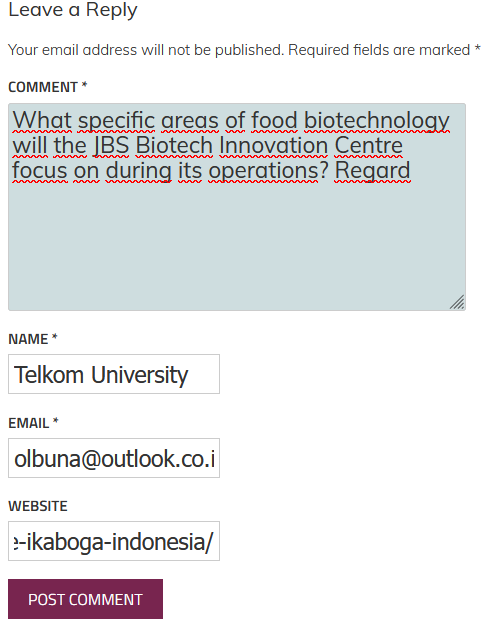 Leave a Reply
Your email address will not be published. Required fields are marked *
COMMENT *
What specific areas of food biotechnology
will the JBS Biotech Innovation Centre
focus on during its operations? Regard
NAME *
Telkom University
EMAIL *
olbuna@outlook.co.i
WEBSITE
e-ikaboga-indonesia/
POST COMMENT